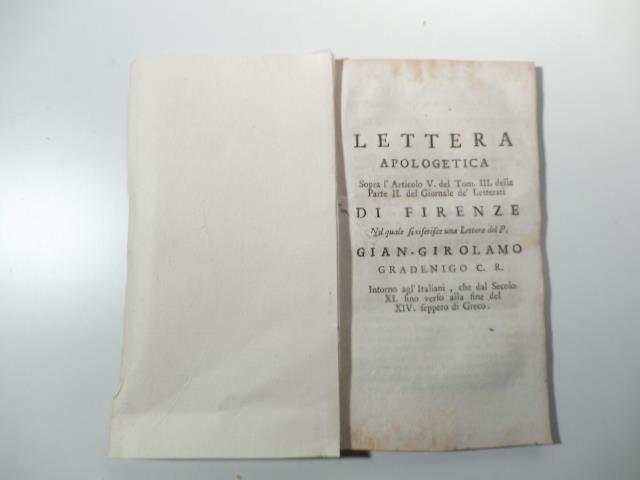 LETTERA
APOLOGETICA
Sopra l' Articolo V. del Tom. III. della
Parte II. del Giornale de' Letterati
DI FIRENZE
Nel quale ſi riferiſce una Lettera del P.
GIAN-GIROLAMO
GRADENIGO C. R.
Intorno agl' Italiani, che dal Secolo
XI. ſino verſo alla fine del
XIV. ſeppero di Greco.